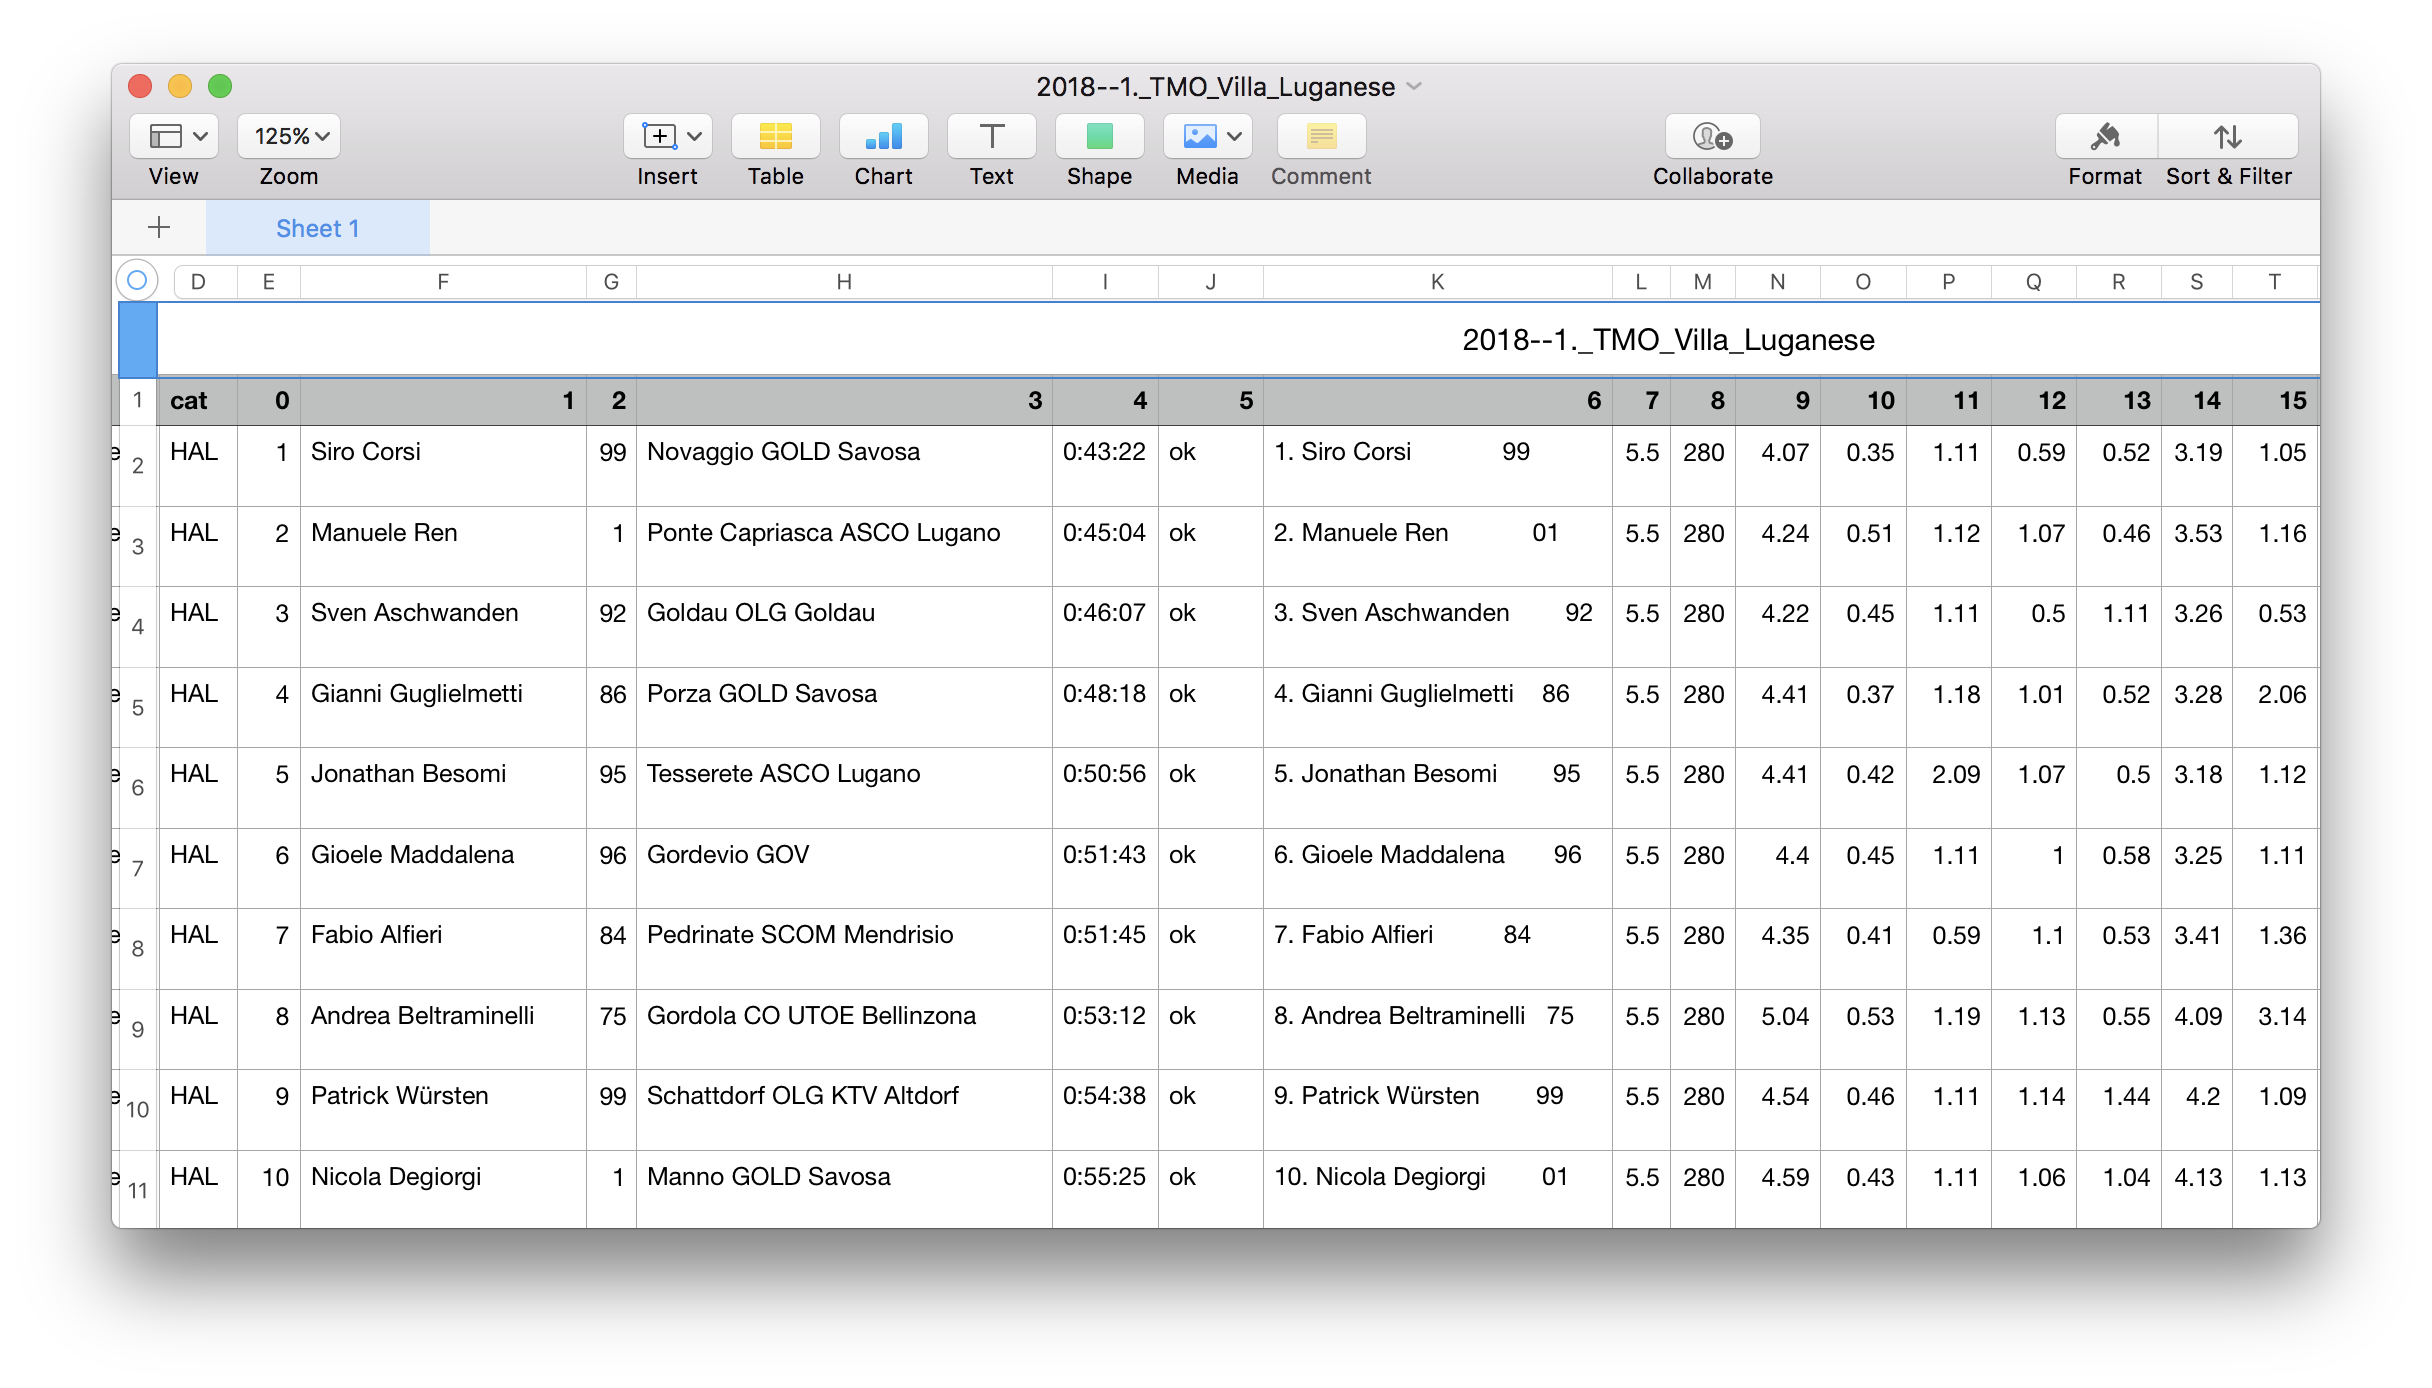 2018--1._TMO_Villa_Luganese
125%
View Zoom Insert Table Chart Text Shape Media Comment Collaborate Format Sort & Filter
Sheet 1
D E F G H I J K L M N O P Q R S T
2018--1._TMO_Villa_Luganese
1 cat 0 1 2 3 4 5 6 7 8 9 10 11 12 13 14 15
e 2 HAL 1 Siro Corsi 99 Novaggio GOLD Savosa 0:43:22 ok 1. Siro Corsi 99 5.5 280 4.07 0.35 1.11 0.59 0.52 3.19 1.05
e 3 HAL 2 Manuele Ren 1 Ponte Capriasca ASCO Lugano 0:45:04 ok 2. Manuele Ren 01 5.5 280 4.24 0.51 1.12 1.07 0.46 3.53 1.16
e 4 HAL 3 Sven Aschwanden 92 Goldau OLG Goldau 0:46:07 ok 3. Sven Aschwanden 92 5.5 280 4.22 0.45 1.11 0.5 1.11 3.26 0.53
e 5 HAL 4 Gianni Guglielmetti 86 Porza GOLD Savosa 0:48:18 ok 4. Gianni Guglielmetti 86 5.5 280 4.41 0.37 1.18 1.01 0.52 3.28 2.06
e 6 HAL 5 Jonathan Besomi 95 Tesserete ASCO Lugano 0:50:56 ok 5. Jonathan Besomi 95 5.5 280 4.41 0.42 2.09 1.07 0.5 3.18 1.12
e 7 HAL 6 Gioele Maddalena 96 Gordevio GOV 0:51:43 ok 6. Gioele Maddalena 96 5.5 280 4.4 0.45 1.11 1 0.58 3.25 1.11
e 8 HAL 7 Fabio Alfieri 84 Pedrinate SCOM Mendrisio 0:51:45 ok 7. Fabio Alfieri 84 5.5 280 4.35 0.41 0.59 1.1 0.53 3.41 1.36
e 9 HAL 8 Andrea Beltraminelli 75 Gordola CO UTOE Bellinzona 0:53:12 ok 8. Andrea Beltraminelli 75 5.5 280 5.04 0.53 1.19 1.13 0.55 4.09 3.14
e 10 HAL 9 Patrick Würsten 99 Schattdorf OLG KTV Altdorf 0:54:38 ok 9. Patrick Würsten 99 5.5 280 4.54 0.46 1.11 1.14 1.44 4.2 1.09
e 11 HAL 10 Nicola Degiorgi 1 Manno GOLD Savosa 0:55:25 ok 10. Nicola Degiorgi 01 5.5 280 4.59 0.43 1.11 1.06 1.04 4.13 1.13